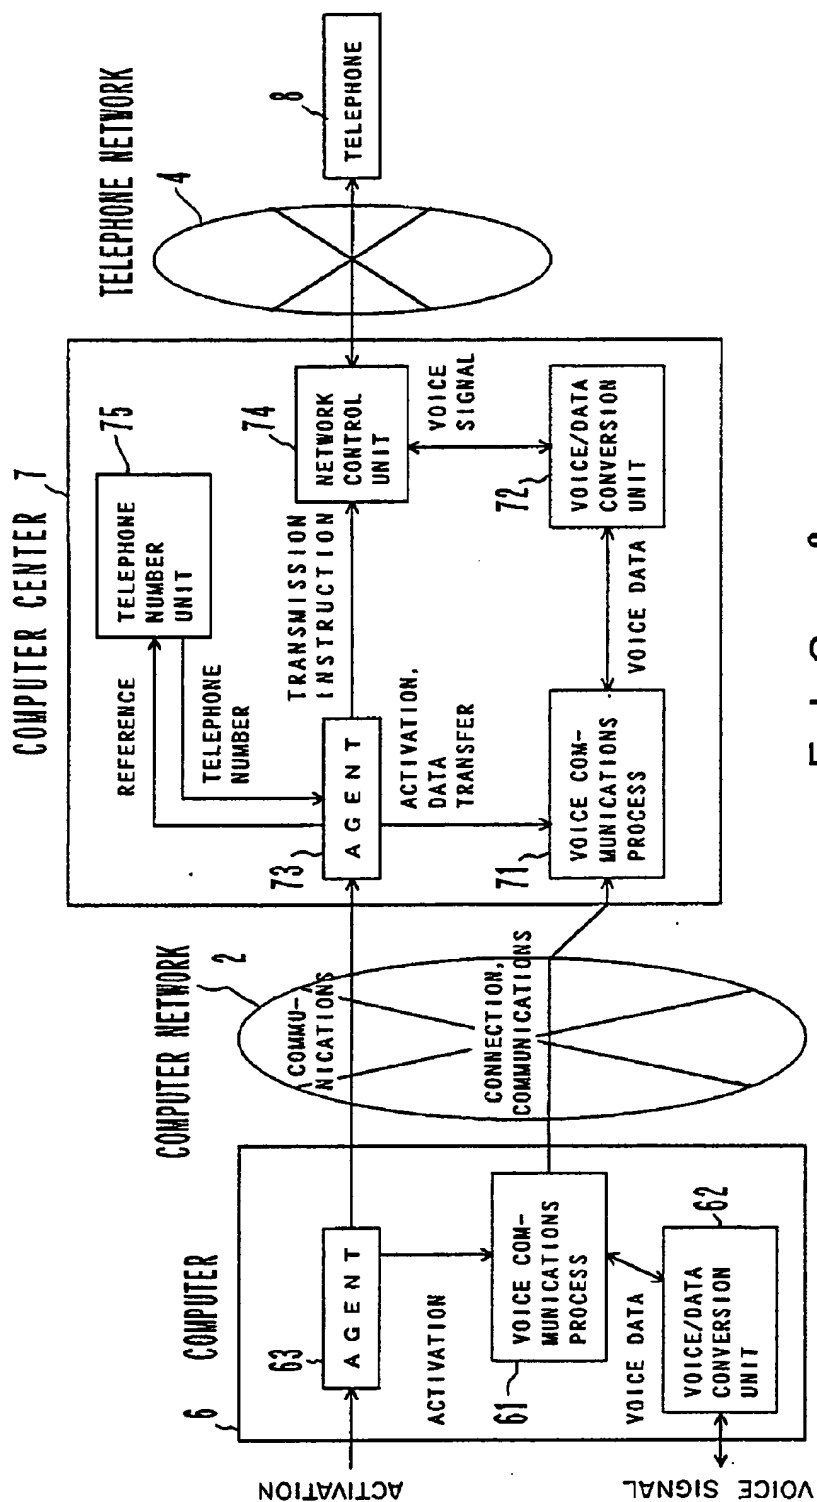 COMPUTER
6
ACTIVATION
63
AGENT
ACTIVATION
61
VOICE COM-
MUNICATIONS
PROCESS
VOICE DATA
62
VOICE/DATA
CONVERSION
UNIT
VOICE SIGNAL
COMPUTER NETWORK
2
COMMU-
NICATIONS
CONNECTION,
COMMUNICATIONS
COMPUTER CENTER 7
REFERENCE
TELEPHONE
NUMBER
75
TELEPHONE
NUMBER
UNIT
73
AGENT
TRANSMISSION
INSTRUCTION
74
NETWORK
CONTROL
UNIT
ACTIVATION,
DATA
TRANSFER
VOICE
SIGNAL
71
VOICE COM-
MUNICATIONS
PROCESS
VOICE DATA
72
VOICE/DATA
CONVERSION
UNIT
TELEPHONE NETWORK
4
8
TELEPHONE